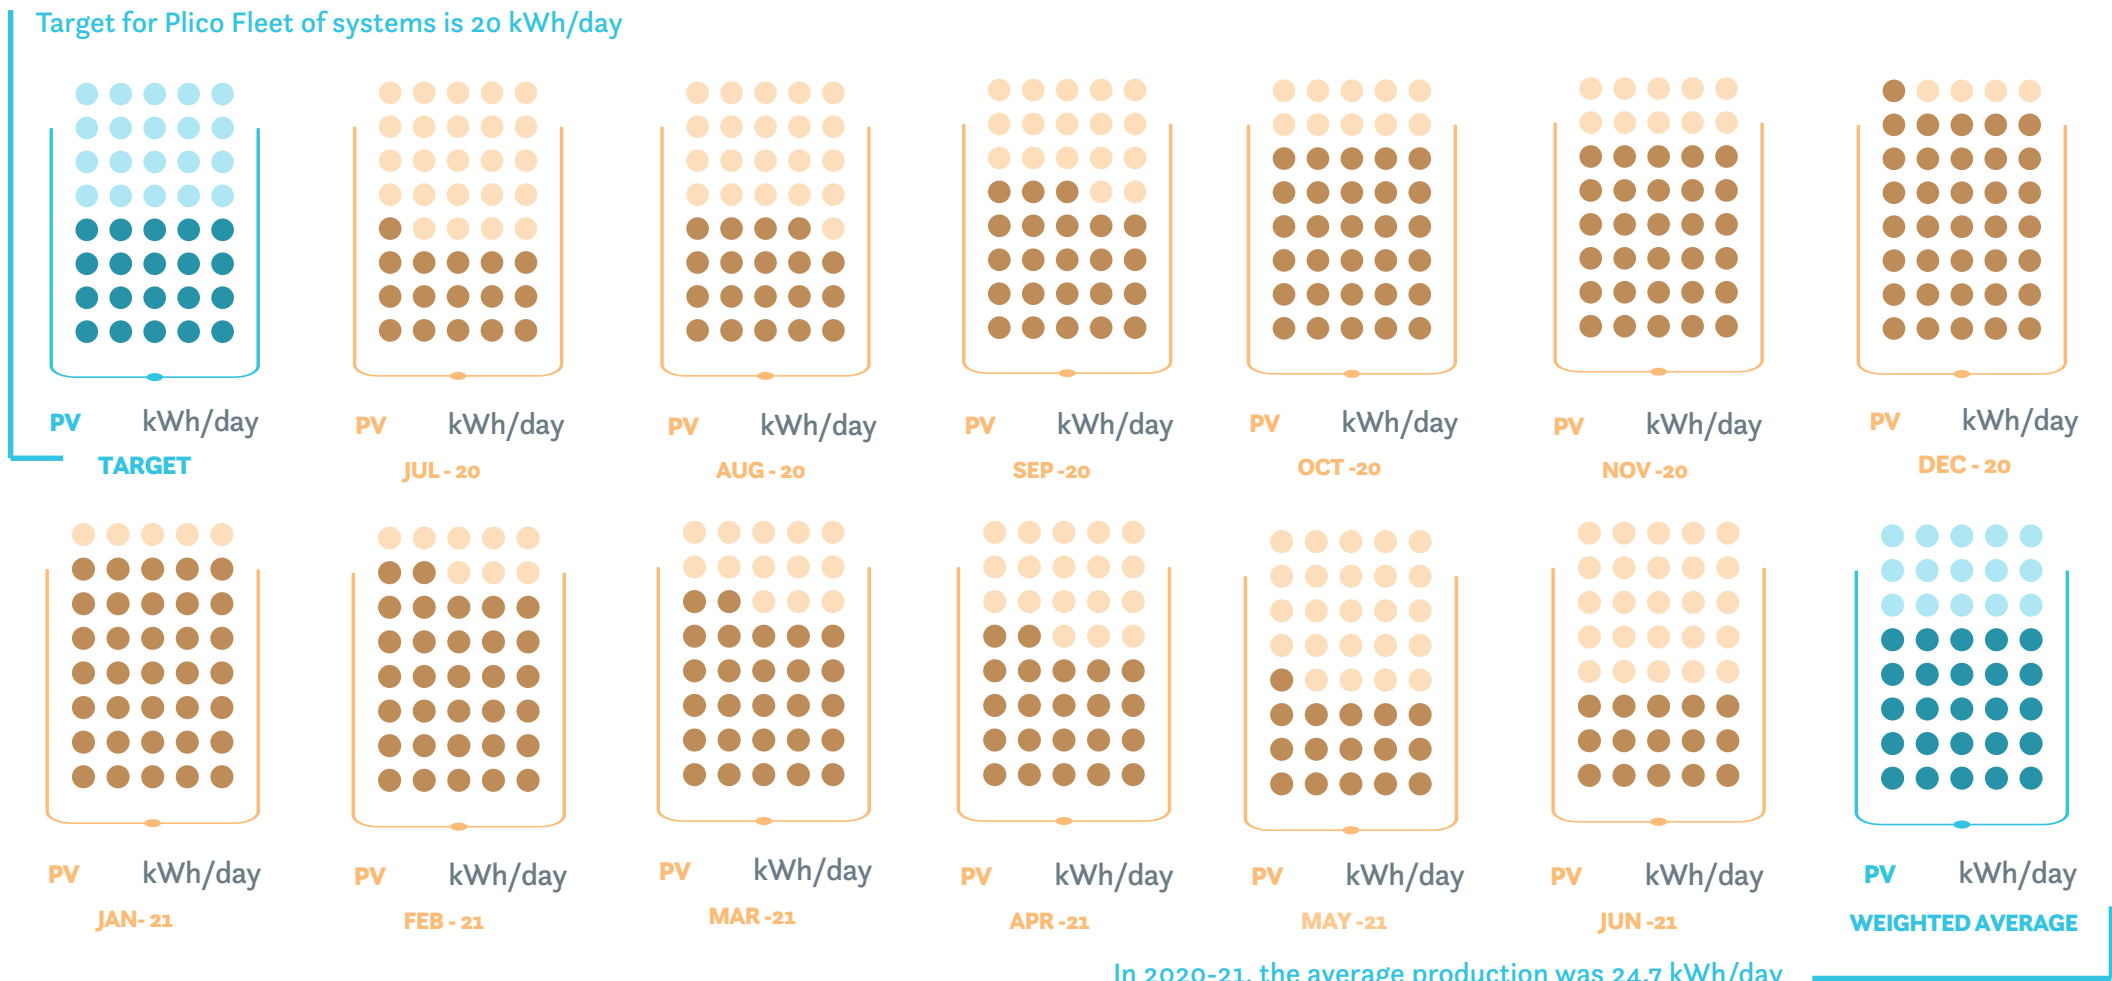 Target for Plico Fleet of systems is 20 kWh/day
PV kWh/day
TARGET
PV kWh/day
JUL - 20
PV kWh/day
AUG - 20
PV kWh/day
SEP -20
PV kWh/day
OCT -20
PV kWh/day
NOV -20
PV kWh/day
DEC - 20
PV kWh/day
JAN- 21
PV kWh/day
FEB - 21
PV kWh/day
MAR -21
PV kWh/day
APR -21
PV kWh/day
MAY -21
PV kWh/day
JUN -21
PV kWh/day
WEIGHTED AVERAGE
In 2020-21, the average production was 24.7 kWh/day